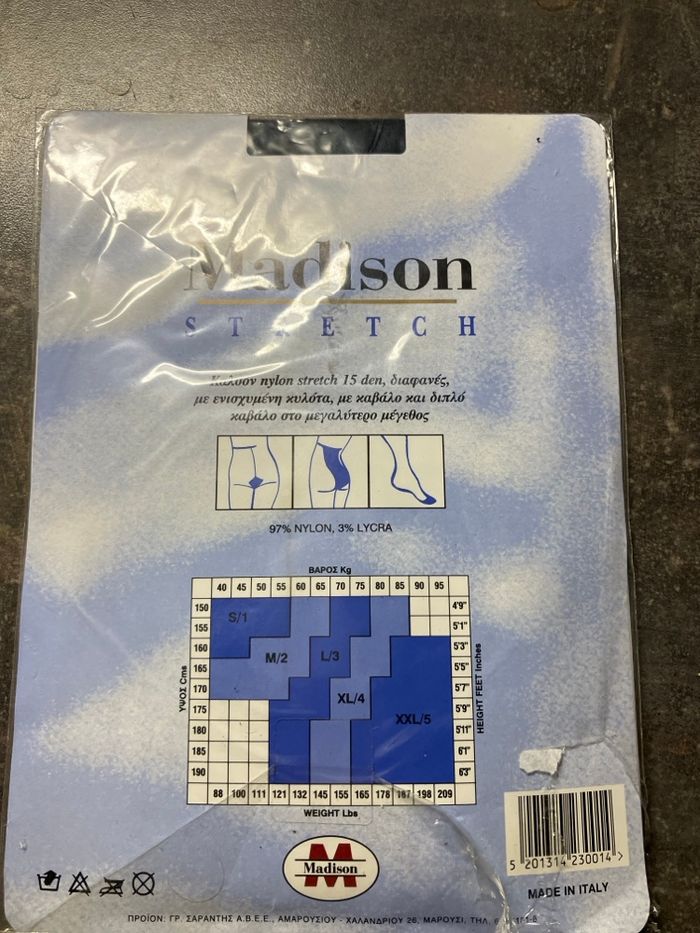 Madison
STRETCH
Καλσόν nylon stretch 15 den, διαφανές,
με ενισχυμένη κυλότα, με καβάλο και διπλό
καβάλο στο μεγαλύτερο μέγεθος
97% NYLON, 3% LYCRA
ΒΑΡΟΣ Kg
40 45 50 55 60 65 70 75 80 85 90 95
150 4'9"
S/1
155 5'1"
160 5'3"
M/2 L/3
165 5'5"
170 5'7"
XL/4
175 5'9"
XXL/5
180 5'11"
185 6'1"
190 6'3"
ΥΨΟΣ Cms
HEIGHT FEET Inches
88 100 111 121 132 145 155 165 178 187 198 209
WEIGHT Lbs
Madison
5 201314 230014 >
MADE IN ITALY
ΠΡΟΪΟΝ: ΓΡ. ΣΑΡΑΝΤΗΣ Α.Β.Ε.Ε., ΑΜΑΡΟΥΣΙΟΥ - ΧΑΛΑΝΔΡΙΟΥ 26, ΜΑΡΟΥΣΙ, ΤΗΛ.